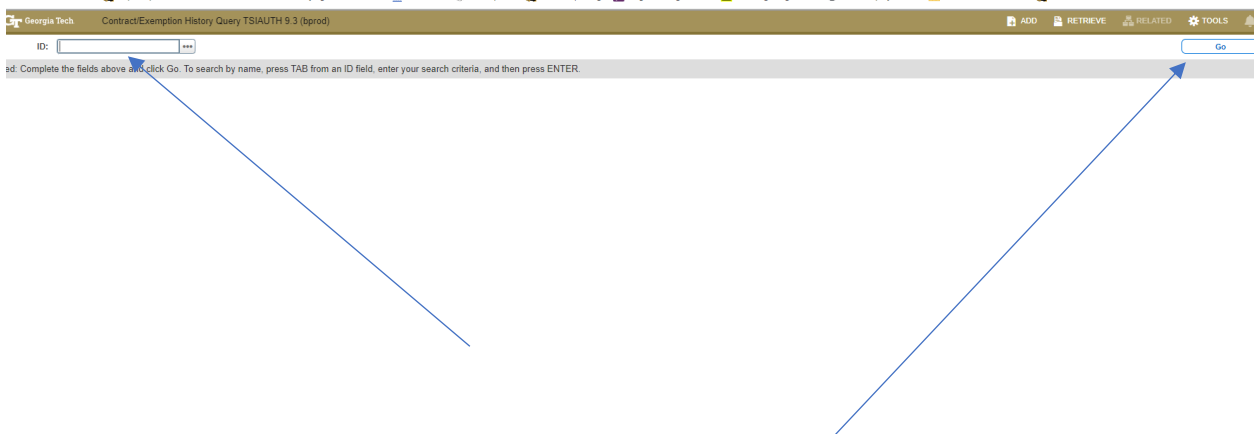 GT Georgia Tech Contract/Exemption History Query TSIAUTH 9.3 (bprod) ADD RETRIEVE RELATED TOOLS
ID: ... Go
ed: Complete the fields above and click Go. To search by name, press TAB from an ID field, enter your search criteria, and then press ENTER.